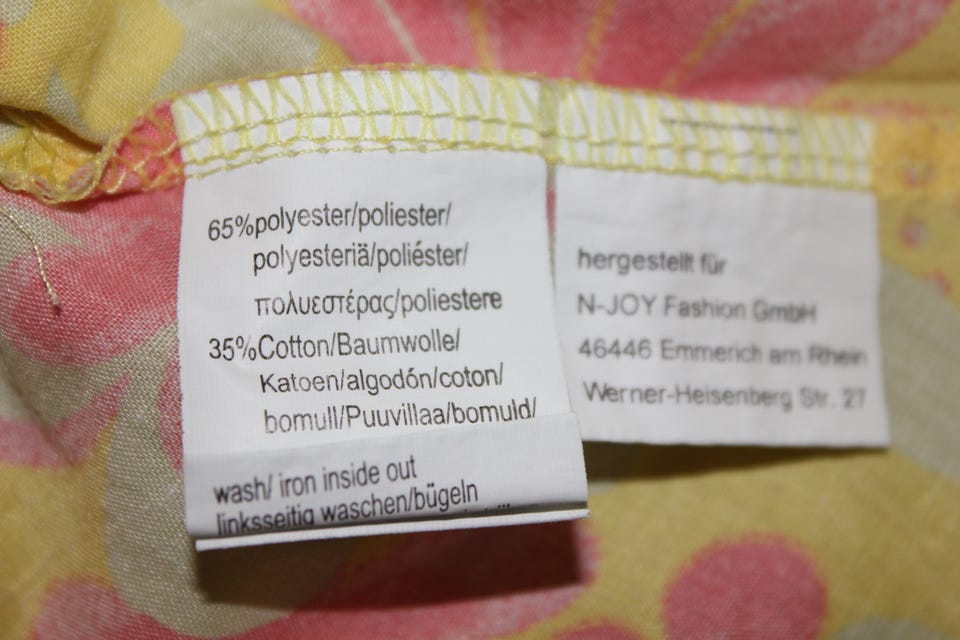 65%polyester/poliester/
polyesteriä/poliéster/
πολυεστέρας/poliestere
35%Cotton/Baumwolle/
Katoen/algodón/coton/
bomull/Puuvillaa/bomuld/
wash/ iron inside out
linksseitig waschen/bügeln
hergestellt für
N-JOY Fashion GmbH
46446 Emmerich am Rhein
Werner-Heisenberg Str. 27